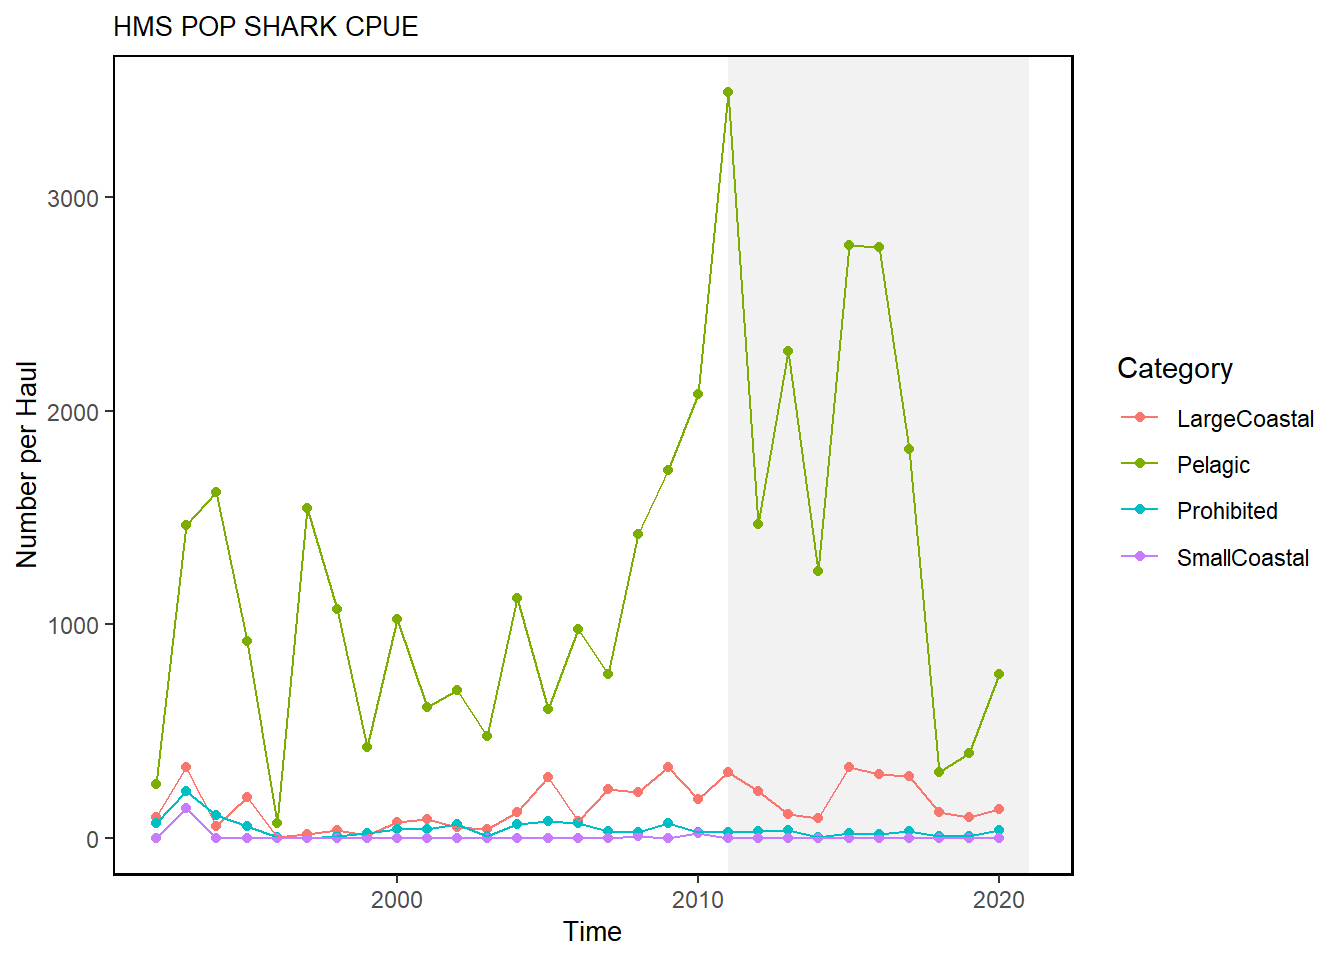 HMS POP SHARK CPUE
Number per Haul
3000
2000
1000
0
2000
2010
2020
Time
Category
LargeCoastal
Pelagic
Prohibited
SmallCoastal